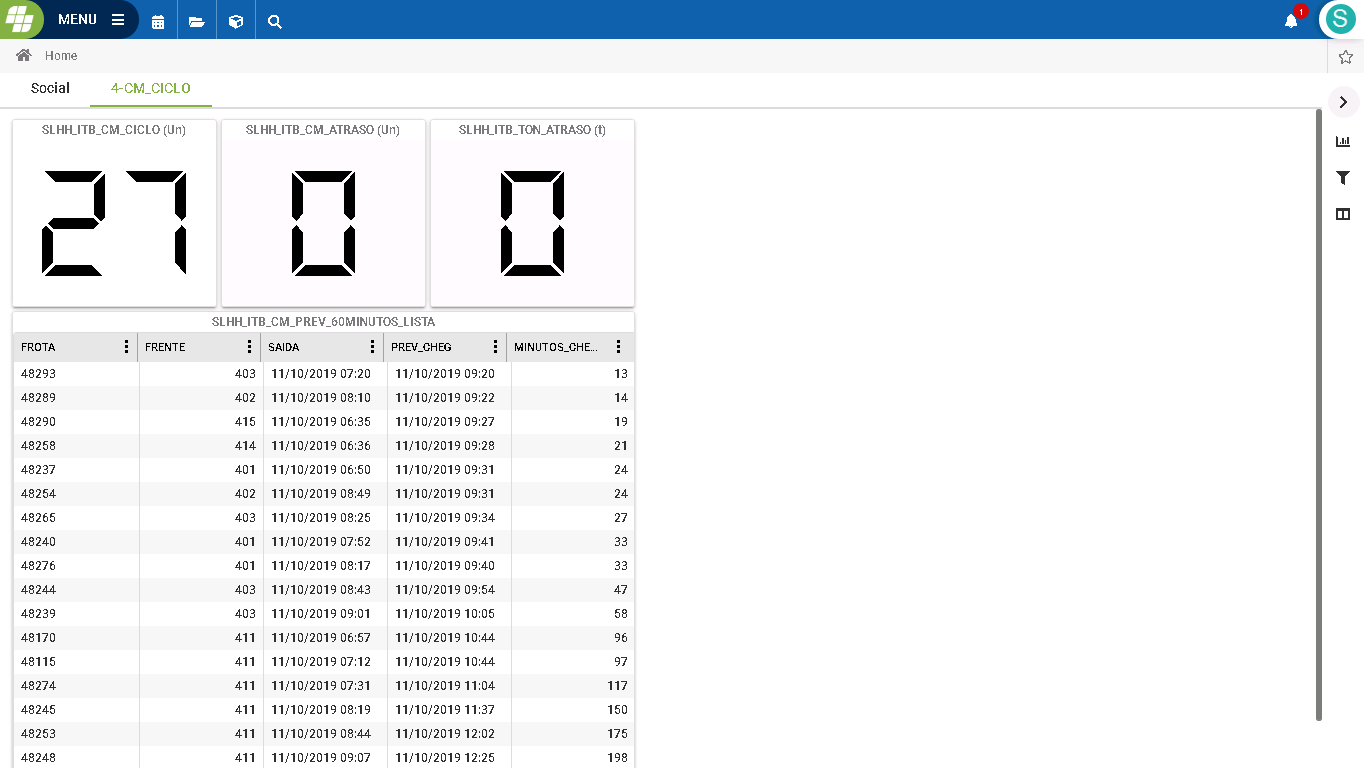 MENU
1
S
Home
Social 4-CM_CICLO
SLHH_ITB_CM_CICLO (Un) SLHH_ITB_CM_ATRASO (Un) SLHH_ITB_TON_ATRASO (t)
27 0 0
SLHH_ITB_CM_PREV_60MINUTOS_LISTA
FROTA FRENTE SAIDA PREV_CHEG MINUTOS_CHE...
48293 403 11/10/2019 07:20 11/10/2019 09:20 13
48289 402 11/10/2019 08:10 11/10/2019 09:22 14
48290 415 11/10/2019 06:35 11/10/2019 09:27 19
48258 414 11/10/2019 06:36 11/10/2019 09:28 21
48237 401 11/10/2019 06:50 11/10/2019 09:31 24
48254 402 11/10/2019 08:49 11/10/2019 09:31 24
48265 403 11/10/2019 08:25 11/10/2019 09:34 27
48240 401 11/10/2019 07:52 11/10/2019 09:41 33
48276 401 11/10/2019 08:17 11/10/2019 09:40 33
48244 403 11/10/2019 08:43 11/10/2019 09:54 47
48239 403 11/10/2019 09:01 11/10/2019 10:05 58
48170 411 11/10/2019 06:57 11/10/2019 10:44 96
48115 411 11/10/2019 07:12 11/10/2019 10:44 97
48274 411 11/10/2019 07:31 11/10/2019 11:04 117
48245 411 11/10/2019 08:19 11/10/2019 11:37 150
48253 411 11/10/2019 08:44 11/10/2019 12:02 175
48248 411 11/10/2019 09:07 11/10/2019 12:25 198